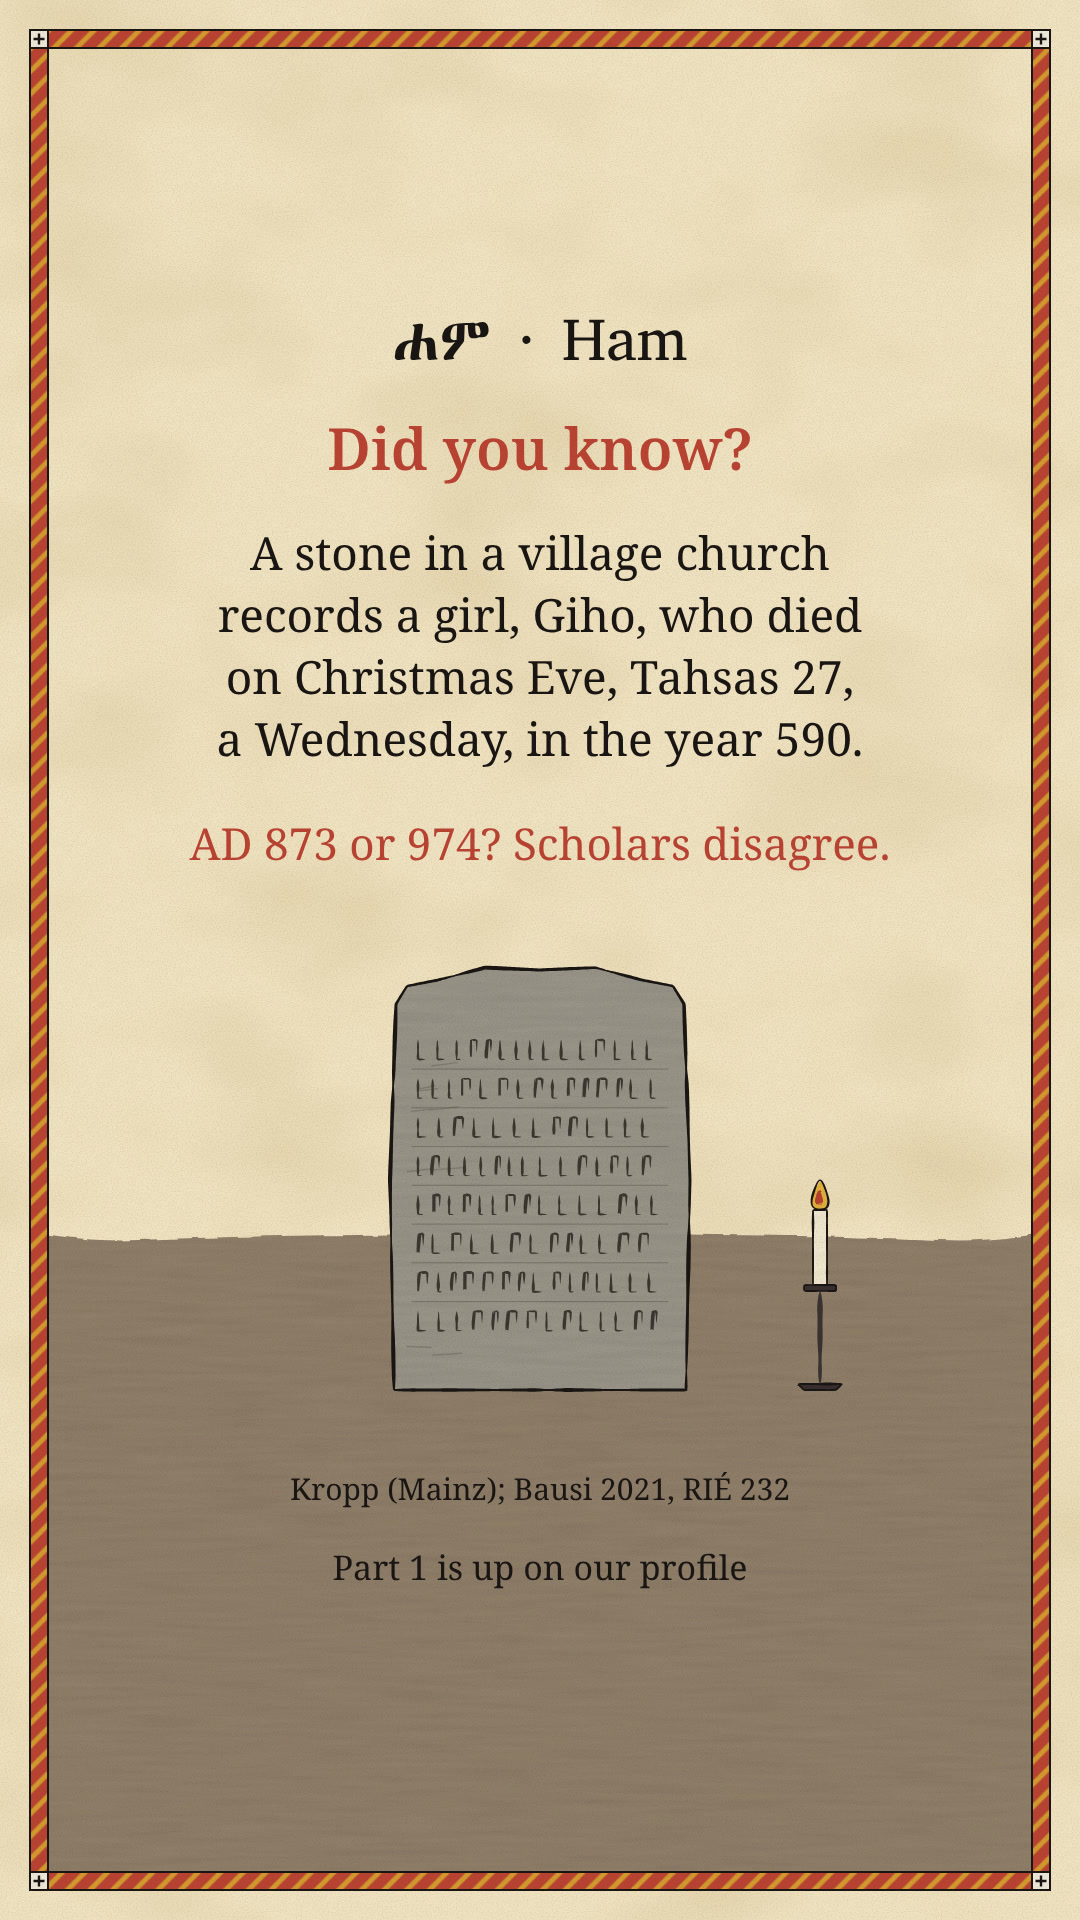 ሐም · Ham
Did you know?
A stone in a village church
records a girl, Giho, who died
on Christmas Eve, Tahsas 27,
a Wednesday, in the year 590.
AD 873 or 974? Scholars disagree.
Kropp (Mainz); Bausi 2021, RIÉ 232
Part 1 is up on our profile